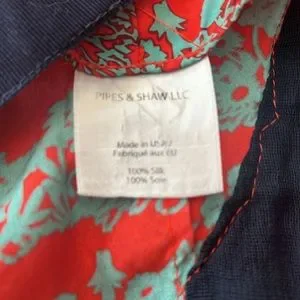 PIPES & SHAW LLC
Made in USA
Fabriqué aux EU
100% Silk
100% Soie